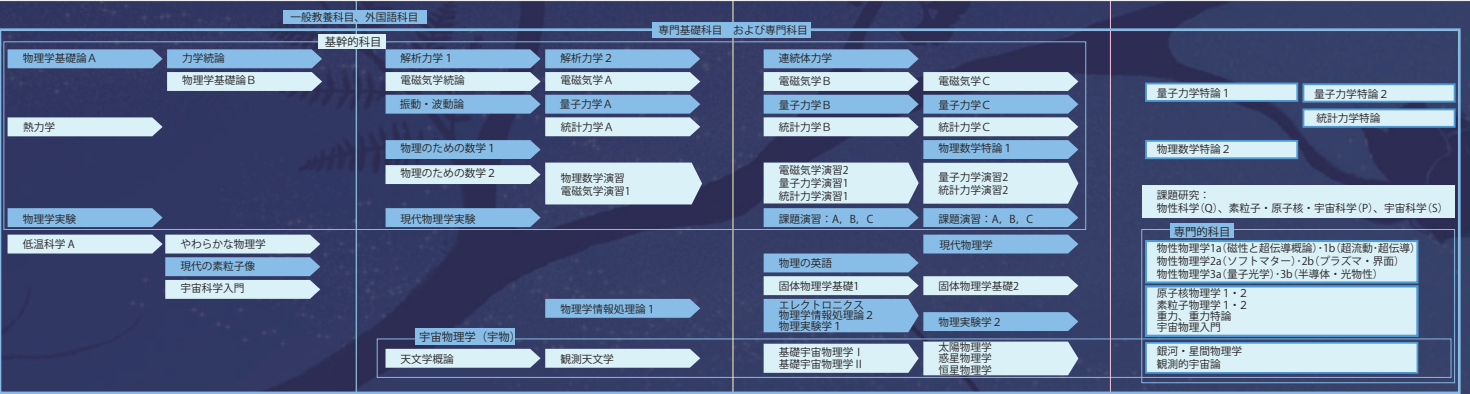 一般教養科目、外国語科目
専門基礎科目 および専門科目
基幹的科目
物理学基礎論A
力学続論
解析力学1
解析力学2
連続体力学
物理学基礎論B
電磁気学続論
電磁気学A
電磁気学B
電磁気学C
振動・波動論
量子力学A
量子力学B
量子力学C
量子力学特論1
量子力学特論2
熱力学
統計力学A
統計力学B
統計力学C
統計力学特論
物理のための数学1
物理数学特論1
物理数学特論2
物理のための数学2
物理数学演習
電磁気学演習1
電磁気学演習2
量子力学演習1
統計力学演習1
量子力学演習2
統計力学演習2
課題研究：
物性科学(Q)、素粒子・原子核・宇宙科学(P)、宇宙科学(S)
物理学実験
現代物理学実験
課題演習：A，B，C
課題演習：A，B，C
専門的科目
低温科学A
やわらかな物理学
現代物理学
物性物理学1a(磁性と超伝導概論)・1b(超流動・超伝導)
物性物理学2a(ソフトマター)・2b(プラズマ・界面)
物性物理学3a(量子光学)・3b(半導体・光物性)
現代の素粒子像
物理の英語
宇宙科学入門
固体物理学基礎1
固体物理学基礎2
原子核物理学1・2
素粒子物理学1・2
重力、重力特論
宇宙物理入門
物理学情報処理論1
エレクトロニクス
物理学情報処理論2
物理実験学1
物理実験学2
宇宙物理学（宇物）
天文学概論
観測天文学
基礎宇宙物理学Ⅰ
基礎宇宙物理学Ⅱ
太陽物理学
惑星物理学
恒星物理学
銀河・星間物理学
観測的宇宙論